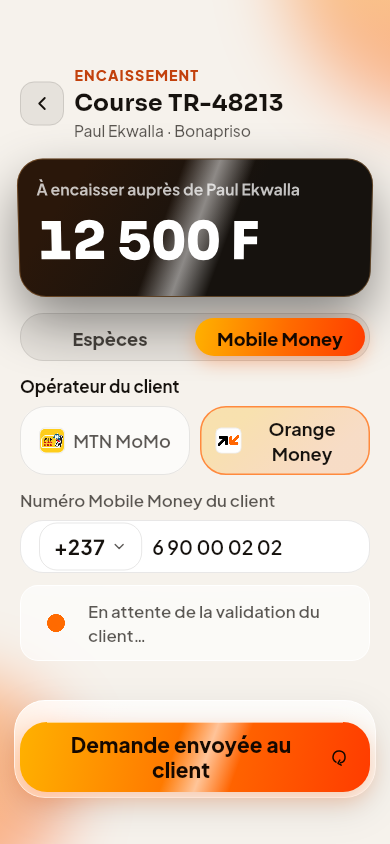 ENCAISSEMENT
Course TR-48213
Paul Ekwalla · Bonapriso
À encaisser auprès de Paul Ekwalla
12 500 F
Espèces
Mobile Money
Opérateur du client
MTN MoMo
Orange
Money
Numéro Mobile Money du client
+237
6 90 00 02 02
En attente de la validation du
client…
Demande envoyée au
client